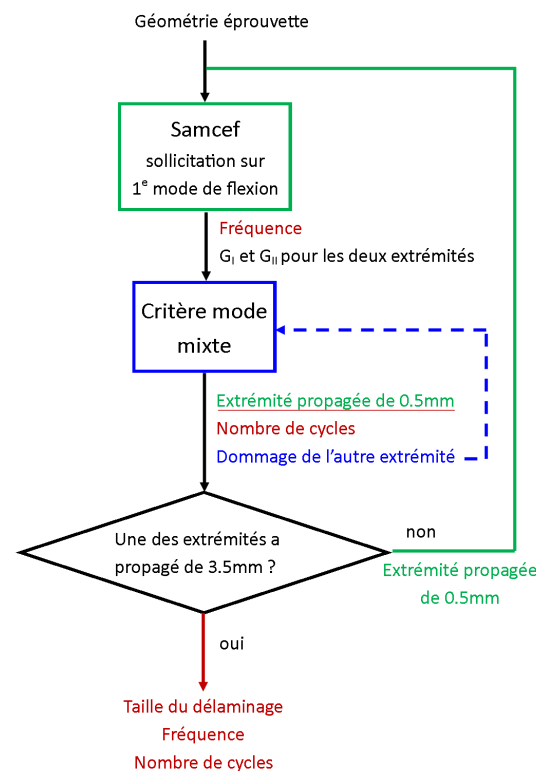 Géométrie éprouvette
Samcef
sollicitation sur
1e mode de flexion
Fréquence
GI et GII pour les deux extrémités
Critère mode
mixte
Extrémité propagée de 0.5mm
Nombre de cycles
Dommage de l'autre extrémité
Une des extrémités a
propagé de 3.5mm ?
non
Extrémité propagée
de 0.5mm
oui
Taille du délaminage
Fréquence
Nombre de cycles